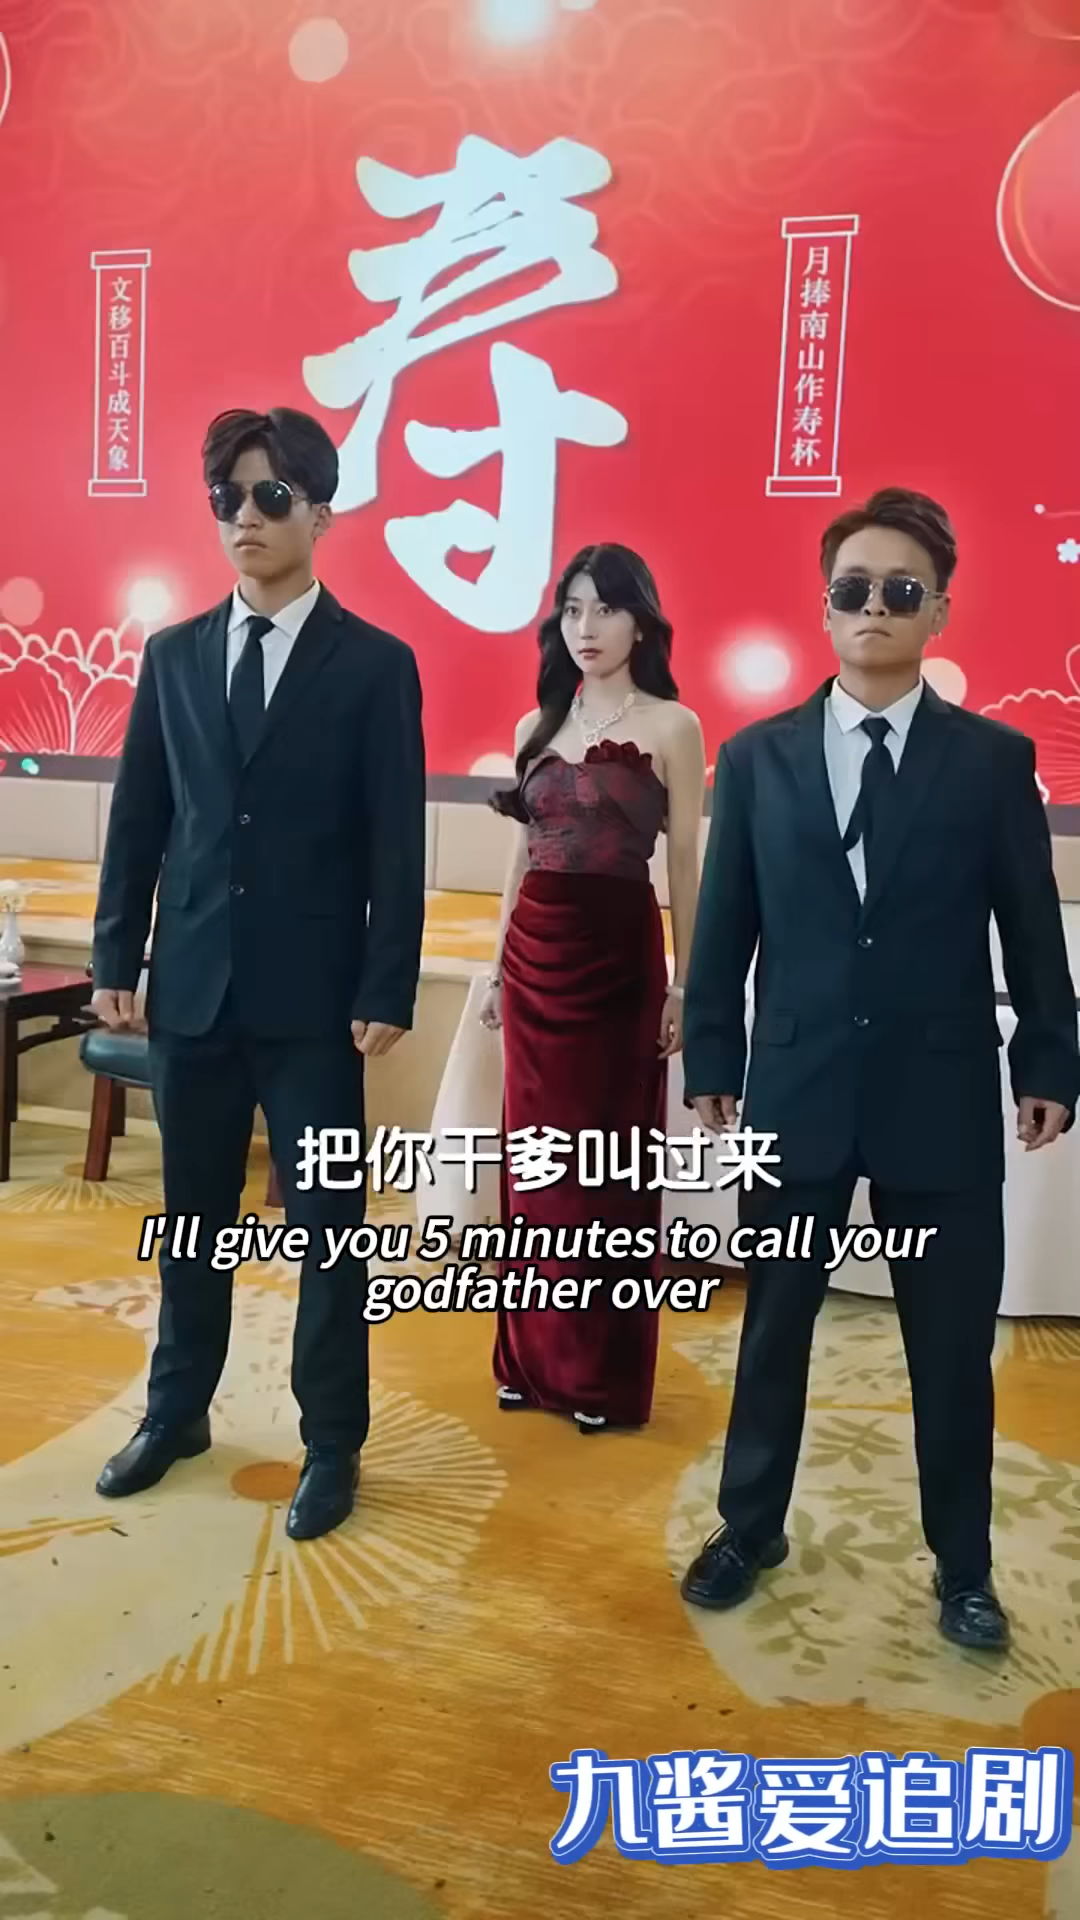 寿
文移百斗成天象
月捧南山作寿杯
把你干爹叫过来
I'll give you 5 minutes to call your
godfather over
九酱爱追剧